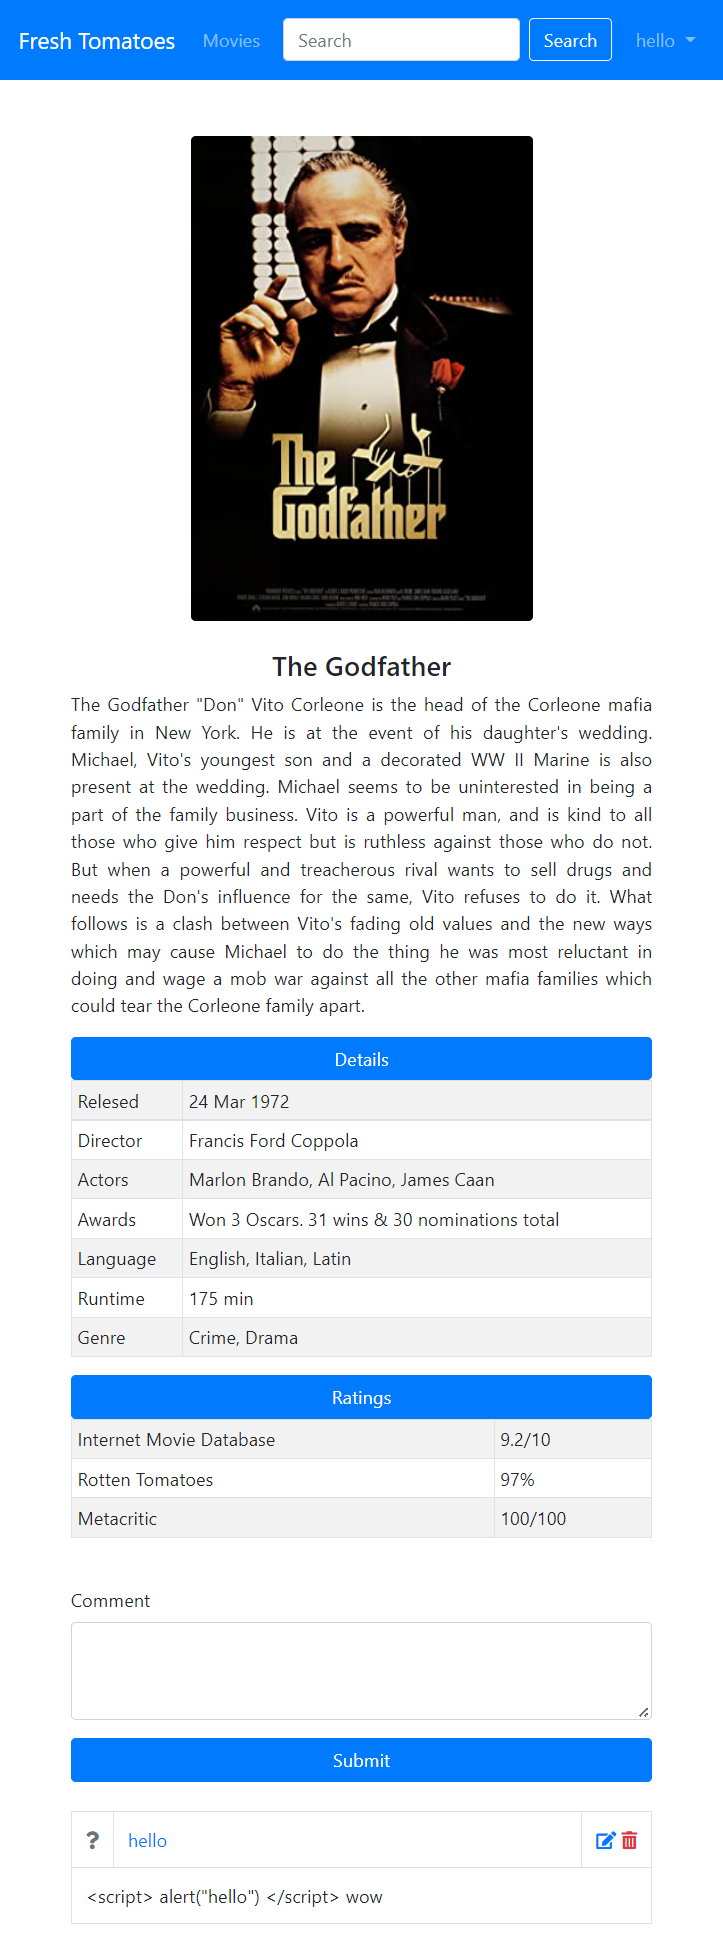 Fresh Tomatoes Movies Search Search hello
The
Godfather
The Godfather
The Godfather "Don" Vito Corleone is the head of the Corleone mafia
family in New York. He is at the event of his daughter's wedding.
Michael, Vito's youngest son and a decorated WW II Marine is also
present at the wedding. Michael seems to be uninterested in being a
part of the family business. Vito is a powerful man, and is kind to all
those who give him respect but is ruthless against those who do not.
But when a powerful and treacherous rival wants to sell drugs and
needs the Don's influence for the same, Vito refuses to do it. What
follows is a clash between Vito's fading old values and the new ways
which may cause Michael to do the thing he was most reluctant in
doing and wage a mob war against all the other mafia families which
could tear the Corleone family apart.
Details
Relesed 24 Mar 1972
Director Francis Ford Coppola
Actors Marlon Brando, Al Pacino, James Caan
Awards Won 3 Oscars. 31 wins & 30 nominations total
Language English, Italian, Latin
Runtime 175 min
Genre Crime, Drama
Ratings
Internet Movie Database 9.2/10
Rotten Tomatoes 97%
Metacritic 100/100
Comment
Submit
? hello
<script> alert("hello") </script> wow